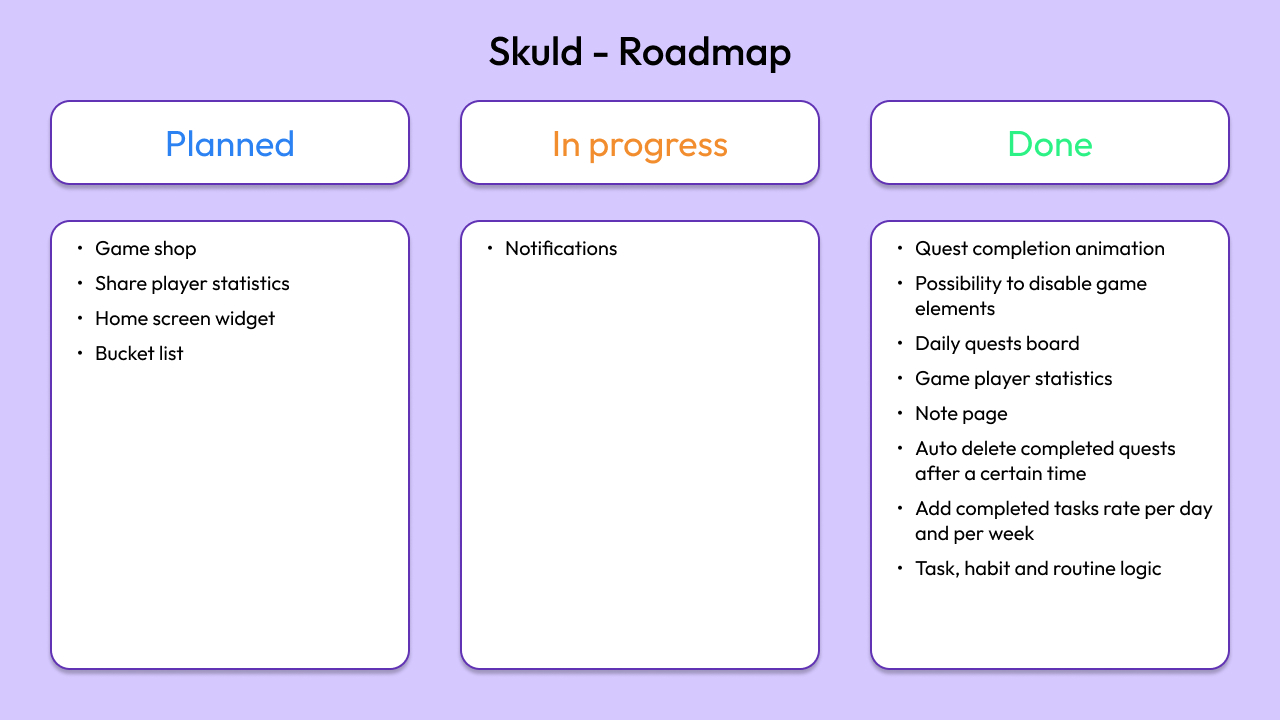 Skuld - Roadmap
Planned
In progress
Done
• Game shop
• Share player statistics
• Home screen widget
• Bucket list
• Notifications
• Quest completion animation
• Possibility to disable game
elements
• Daily quests board
• Game player statistics
• Note page
• Auto delete completed quests
after a certain time
• Add completed tasks rate per day
and per week
• Task, habit and routine logic